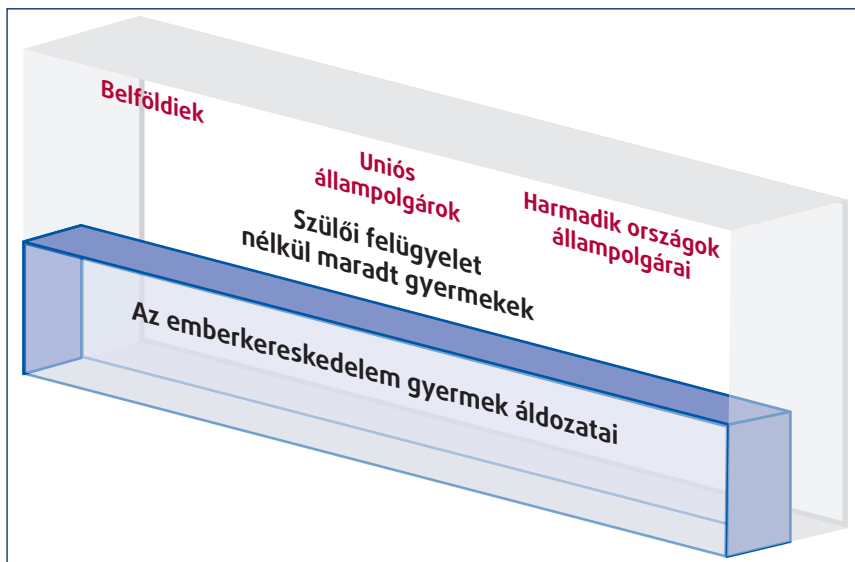 Belföldiek
Uniós
állampolgárok
Harmadik országok
állampolgárai
Szülői felügyelet
nélkül maradt gyermekek
Az emberkereskedelem gyermek áldozatai